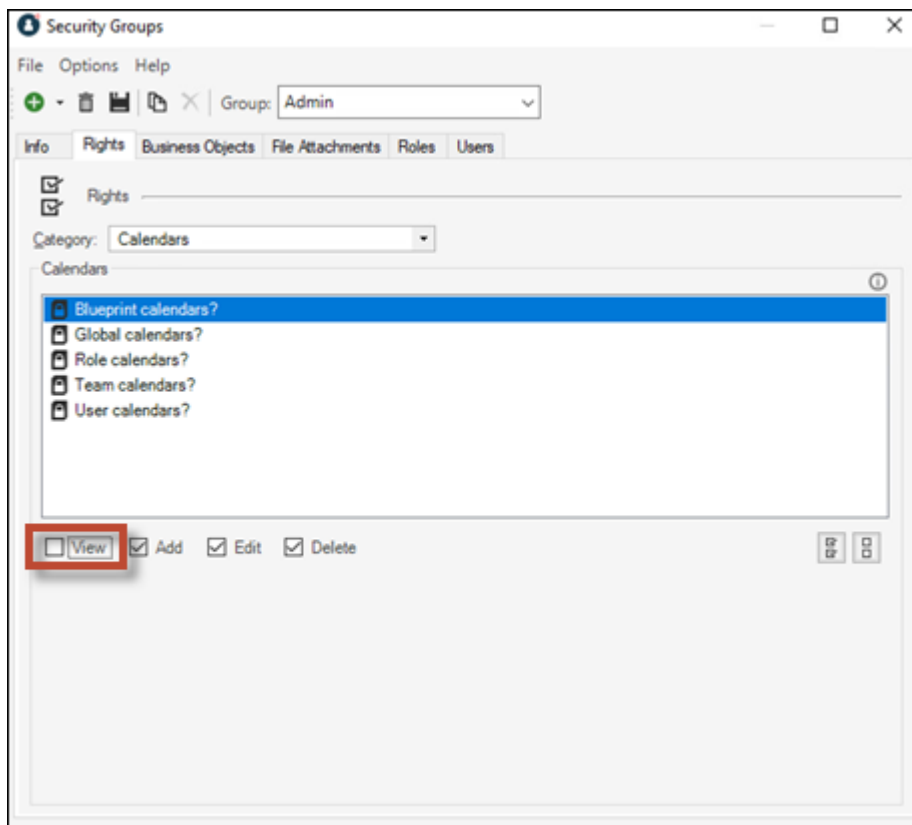 Security Groups
File Options Help
Group: Admin
Info Rights Business Objects File Attachments Roles Users
Rights
Category: Calendars
Calendars
Blueprint calendars?
Global calendars?
Role calendars?
Team calendars?
User calendars?
View Add Edit Delete